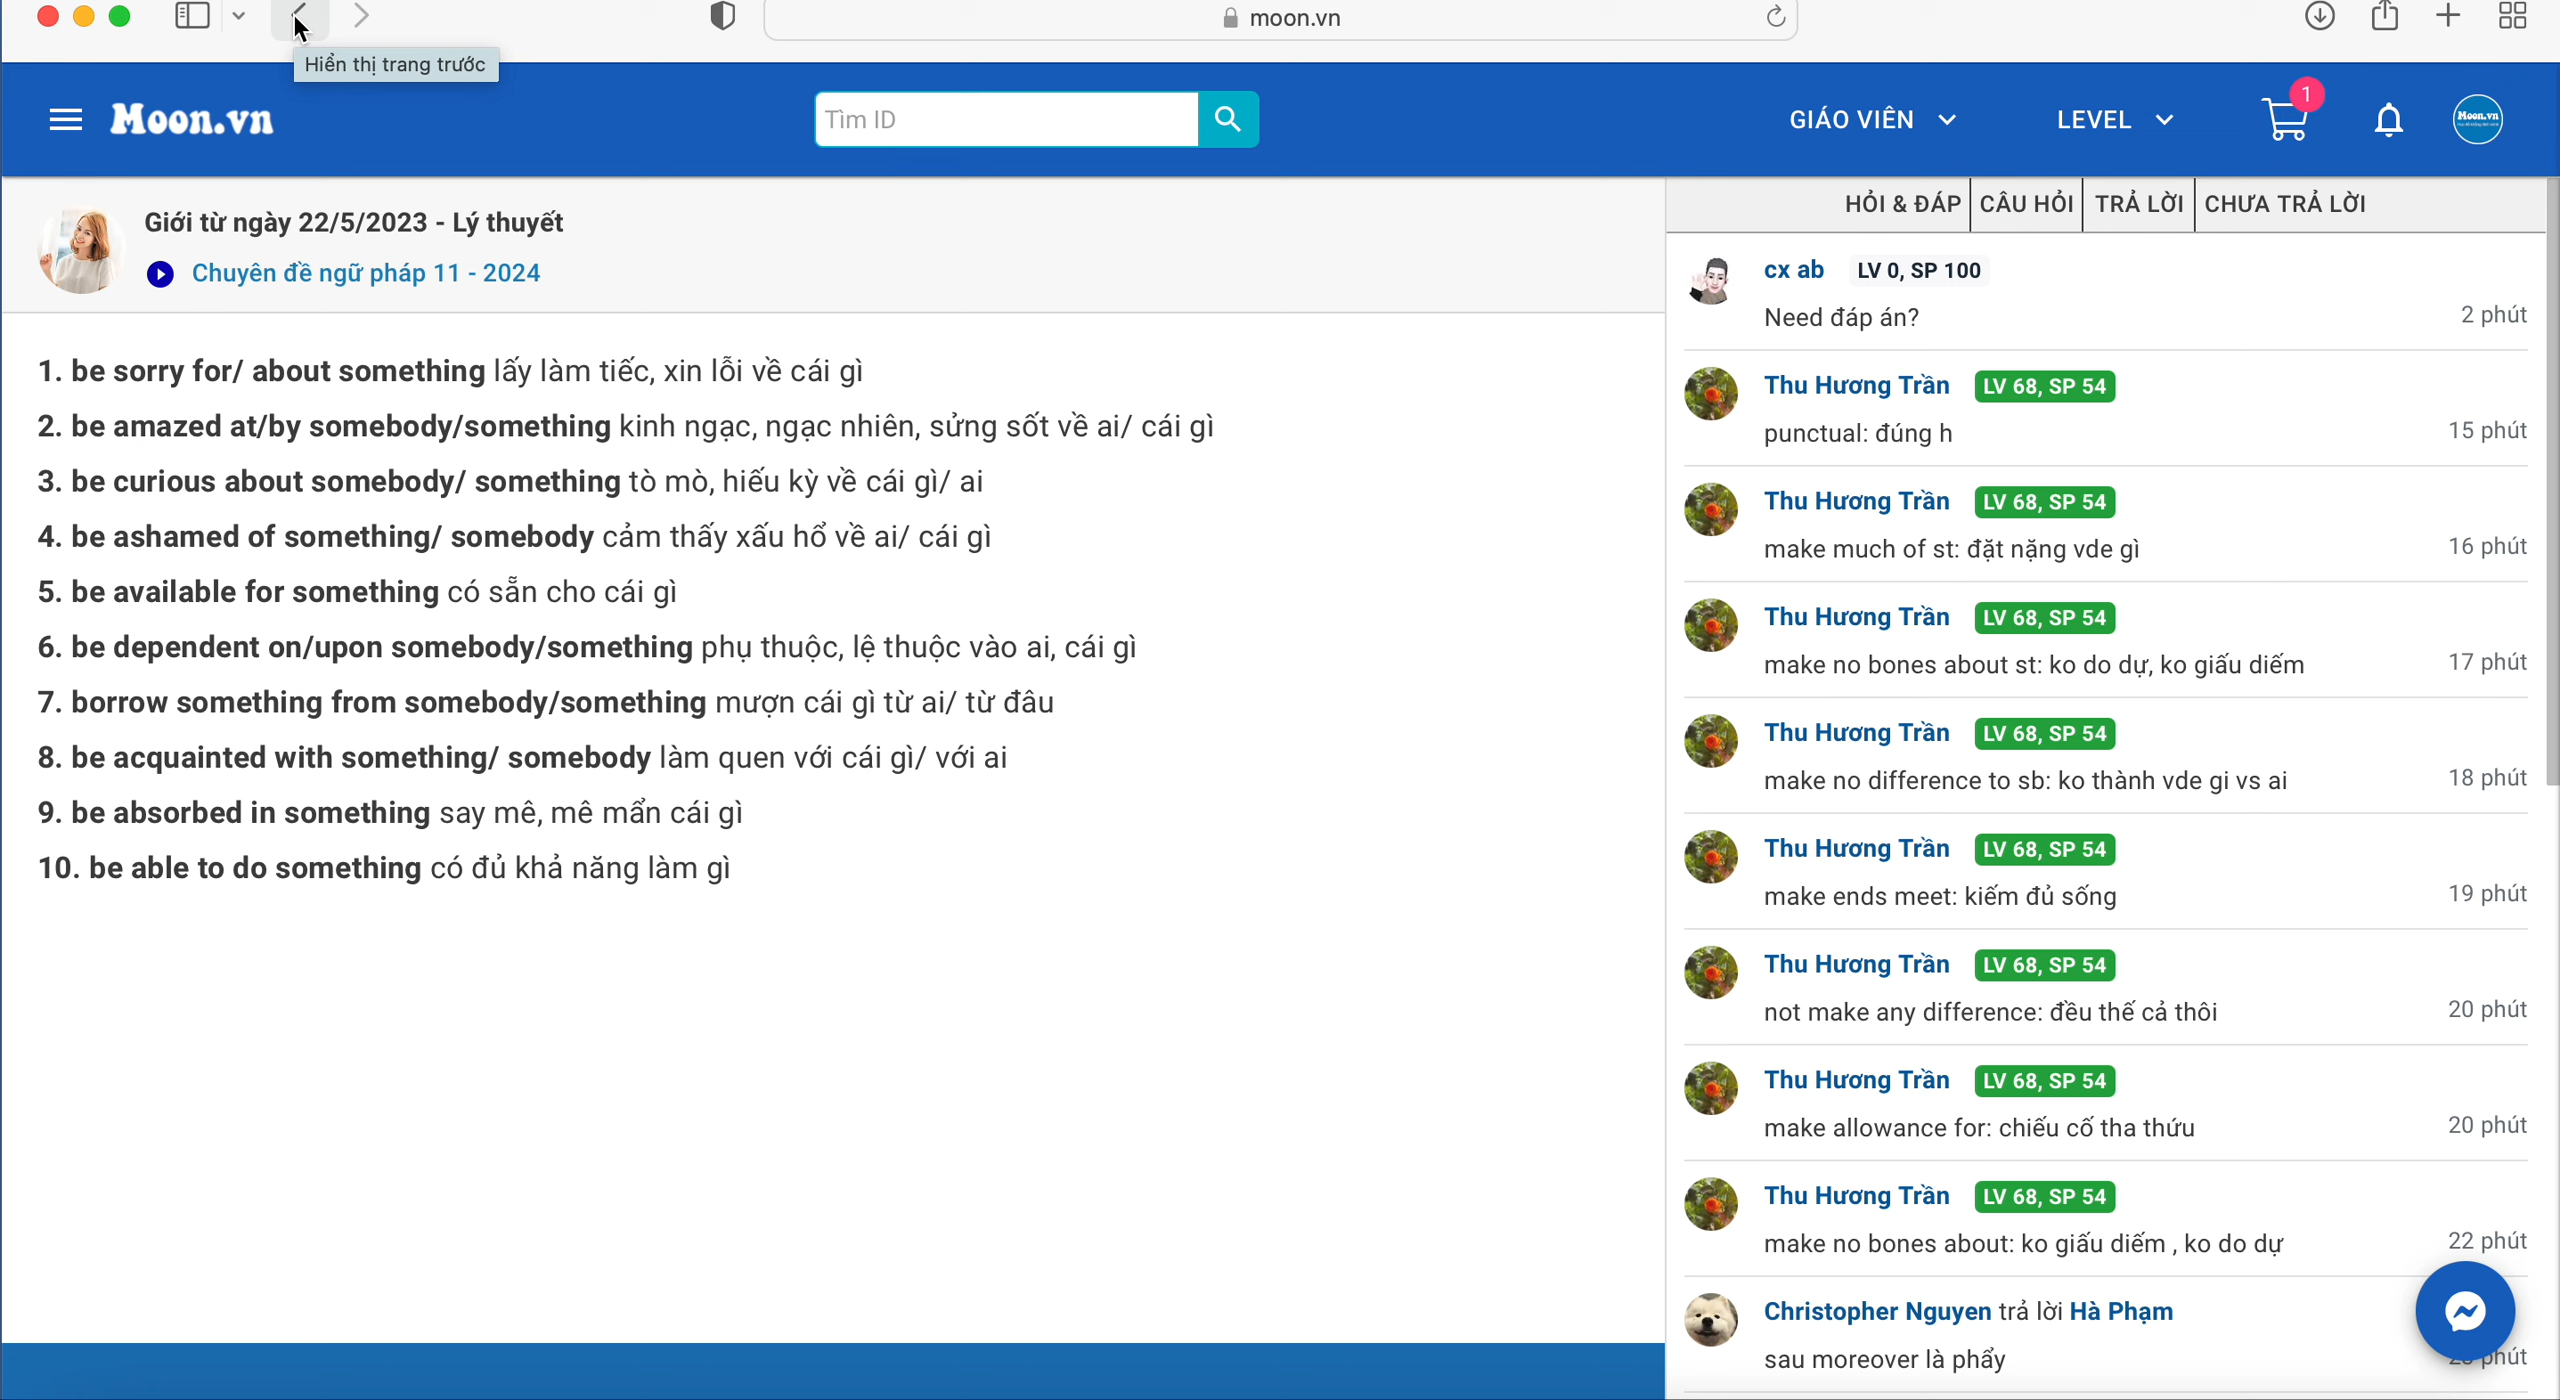 moon.vn
Hiển thị trang trước
Moon.vn
Tìm ID
GIÁO VIÊN
LEVEL
1
Moon.vn
Giới từ ngày 22/5/2023 - Lý thuyết
Chuyên đề ngữ pháp 11 - 2024
1. be sorry for/ about something lấy làm tiếc, xin lỗi về cái gì
2. be amazed at/by somebody/something kinh ngạc, ngạc nhiên, sửng sốt về ai/ cái gì
3. be curious about somebody/ something tò mò, hiếu kỳ về cái gì/ ai
4. be ashamed of something/ somebody cảm thấy xấu hổ về ai/ cái gì
5. be available for something có sẵn cho cái gì
6. be dependent on/upon somebody/something phụ thuộc, lệ thuộc vào ai, cái gì
7. borrow something from somebody/something mượn cái gì từ ai/ từ đâu
8. be acquainted with something/ somebody làm quen với cái gì/ với ai
9. be absorbed in something say mê, mê mẩn cái gì
10. be able to do something có đủ khả năng làm gì
HỎI & ĐÁP CÂU HỎI TRẢ LỜI CHƯA TRẢ LỜI
cx ab LV 0, SP 100
Need đáp án? 2 phút
Thu Hương Trần LV 68, SP 54
punctual: đúng h 15 phút
Thu Hương Trần LV 68, SP 54
make much of st: đặt nặng vde gì 16 phút
Thu Hương Trần LV 68, SP 54
make no bones about st: ko do dự, ko giấu diếm 17 phút
Thu Hương Trần LV 68, SP 54
make no difference to sb: ko thành vde gi vs ai 18 phút
Thu Hương Trần LV 68, SP 54
make ends meet: kiếm đủ sống 19 phút
Thu Hương Trần LV 68, SP 54
not make any difference: đều thế cả thôi 20 phút
Thu Hương Trần LV 68, SP 54
make allowance for: chiếu cố tha thứu 20 phút
Thu Hương Trần LV 68, SP 54
make no bones about: ko giấu diếm , ko do dự 22 phút
Christopher Nguyen trả lời Hà Phạm
sau moreover là phẩy phút